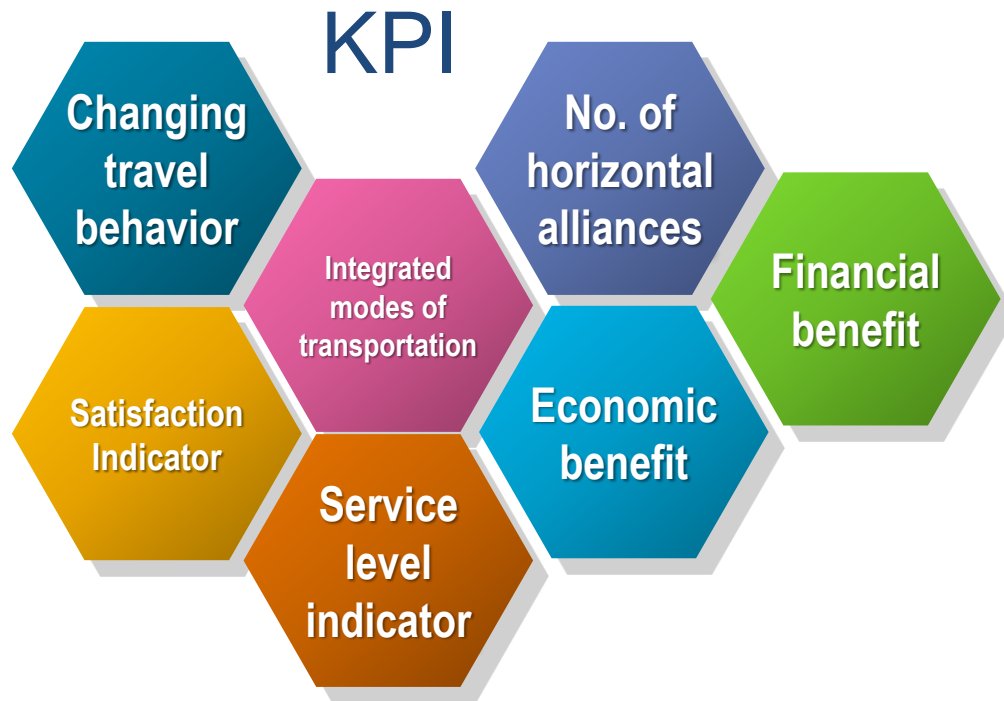 KPI
Changing
travel
behavior
No. of
horizontal
alliances
Integrated
modes of
transportation
Financial
benefit
Satisfaction
Indicator
Economic
benefit
Service
level
indicator